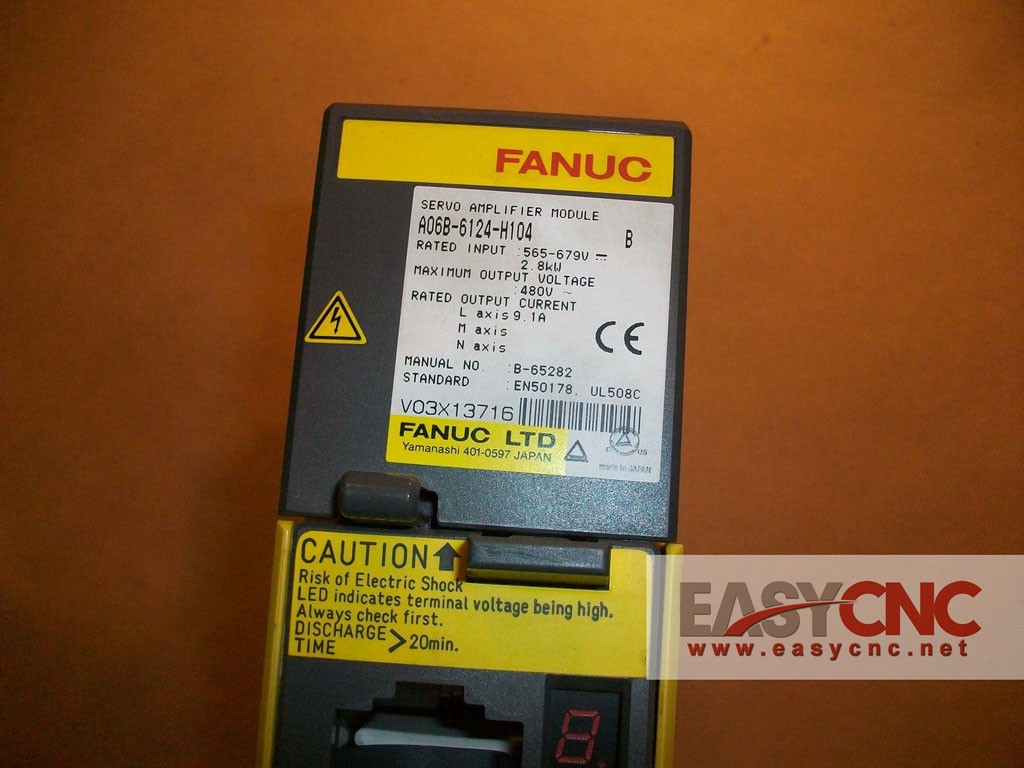 FANUC
SERVO AMPLIFIER MODULE
A06B-6124-H104 B
RATED INPUT :565-679V ⎓
2.8kW
MAXIMUM OUTPUT VOLTAGE
:480V ~
RATED OUTPUT CURRENT
L axis 9.1A
M axis
N axis
CE
MANUAL NO. :B-65282
STANDARD :EN50178, UL508C
V03X13716
FANUC LTD
Yamanashi 401-0597 JAPAN
c US
made in JAPAN
CAUTION
Risk of Electric Shock
LED indicates terminal voltage being high.
Always check first.
DISCHARGE
TIME > 20min.
8.
EASYCNC
www.easycnc.net